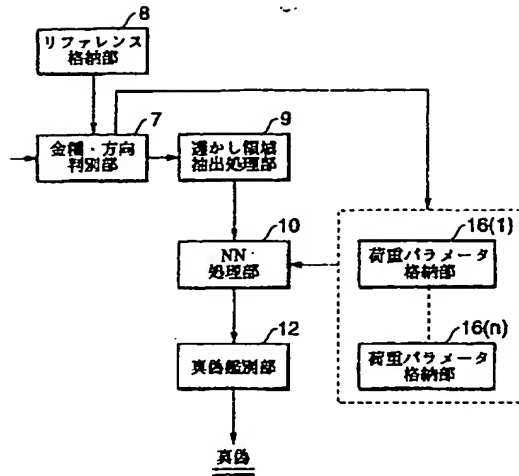 8
リファレンス
格納部
7
金種・方向
判別部
9
透かし領域
抽出処理部
10
NN・
処理部
16(1)
荷重パラメータ
格納部
12
真偽鑑別部
16(n)
荷重パラメータ
格納部
真偽